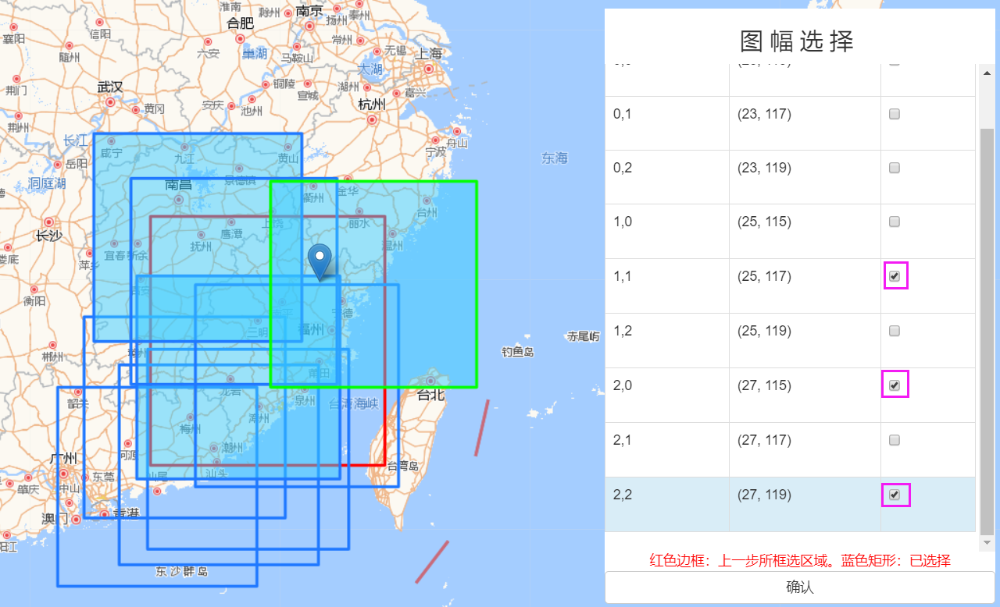 淮南
滁州
南京
扬州
泰州
合肥
信阳
襄阳
随州
六安
巢湖
马鞍山
常州
无锡
上海
太湖
荆门
武汉
黄冈
安庆
铜陵
池州
宣城
湖州
嘉兴
杭州
荆州
长江
咸宁
九江
黄山
宁波
舟山
岳阳
洞庭湖
南昌
景德镇
衢州
金华
台州
东海
长沙
鹰潭
上饶
丽水
温州
抚州
宜春
新余
萍乡
娄底
衡阳
吉安
南平
宁德
三明
福州
郴州
赣州
莆田
钓鱼岛
赤尾屿
韶关
龙岩
泉州
台湾海峡
台北
漳州
梅州
潮州
汕头
广州
河源
汕尾
台湾岛
肇庆
东莞
中山
澳门
香港
阳江
东沙群岛
图幅选择
0,1 (23, 117)
0,2 (23, 119)
1,0 (25, 115)
1,1 (25, 117)
1,2 (25, 119)
2,0 (27, 115)
2,1 (27, 117)
2,2 (27, 119)
红色边框：上一步所框选区域。蓝色矩形：已选择
确认